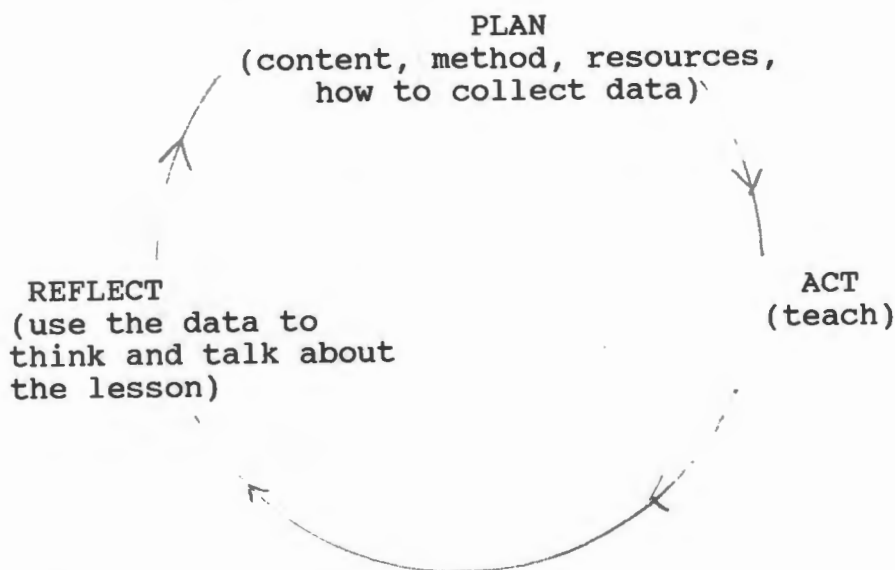 PLAN
(content, method, resources,
how to collect data)
ACT
(teach)
REFLECT
(use the data to
think and talk about
the lesson)